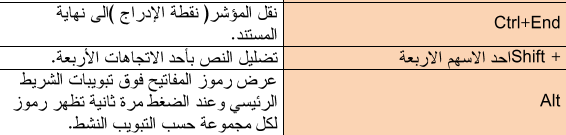 نقل المؤشر( نقطة الإدراج )الى نهاية
المستند.
Ctrl+End
تضليل النص بأحد الاتجاهات الأربعة.
Shift + احد الاسهم الاربعة
عرض رموز المفاتيح فوق تبويبات الشريط
الرئيسي وعند الضغط مرة ثانية تظهر رموز
لكل مجموعة حسب التبويب النشط.
Alt